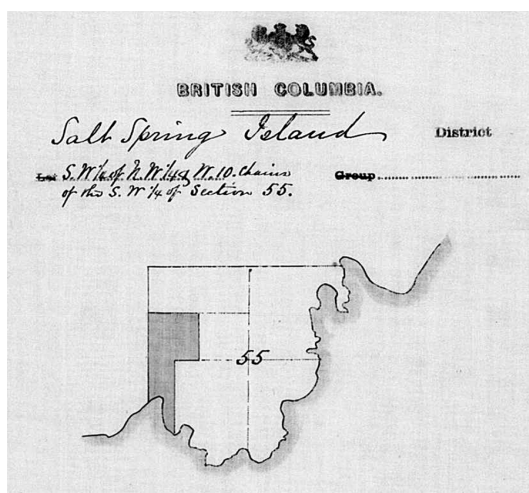 BRITISH COLUMBIA.
Salt Spring Island District
Lot S.W ¼ of N.W ¼ & W. 10. Chains Group
of the S. W ¼ of Section 55.
55